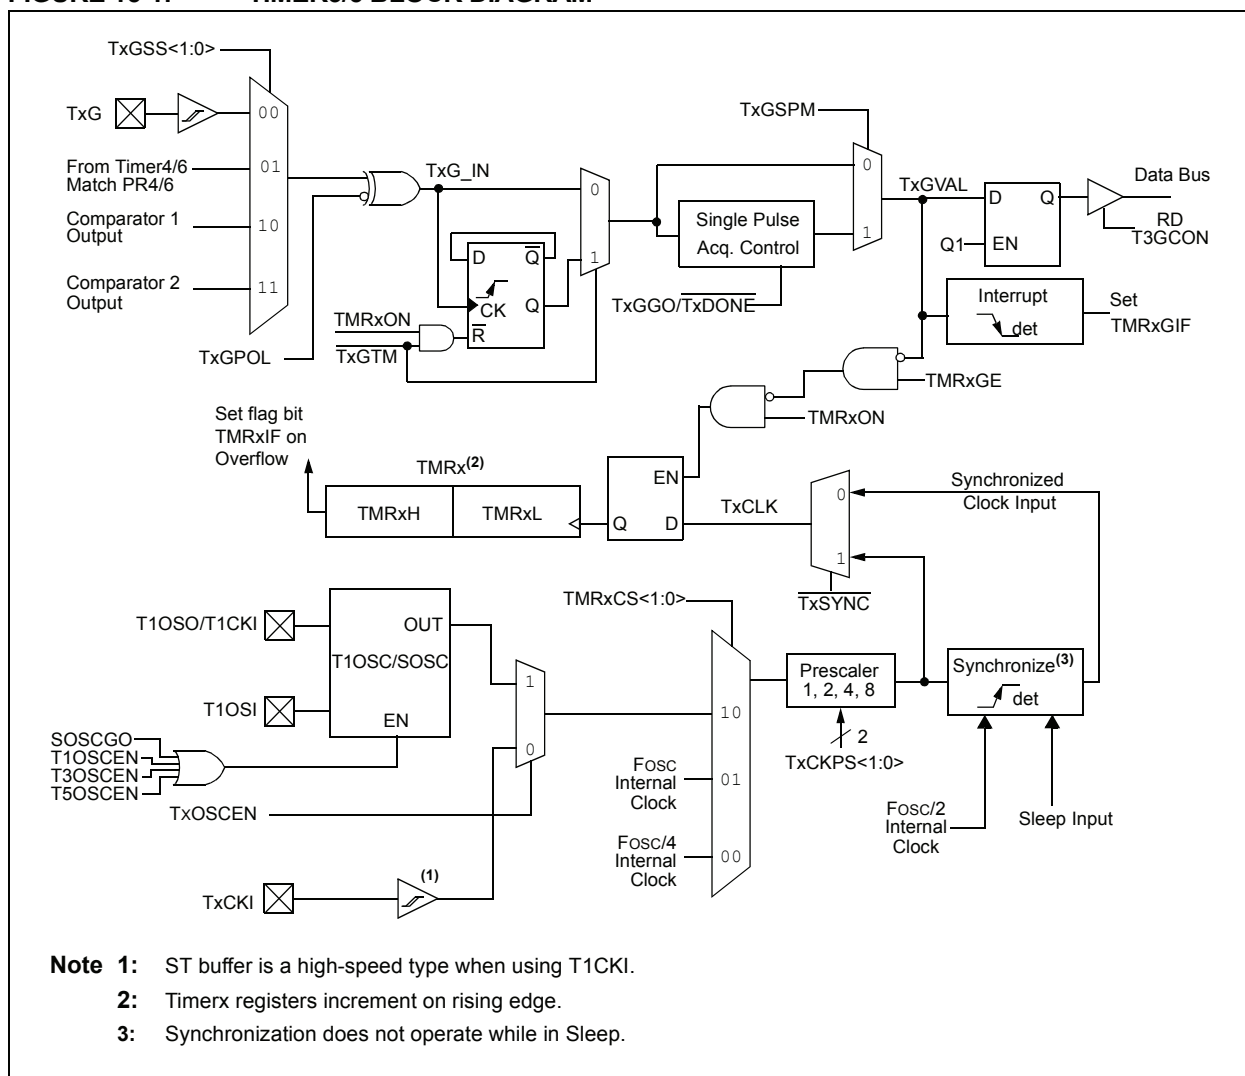 TxGSS<1:0>
TxG
00
From Timer4/6
Match PR4/6
01
Comparator 1
Output
10
Comparator 2
Output
11
TxGPOL
TxG_IN
0
1
D
Q
CK
Q
R
TMRxON
TxGTM
Single Pulse
Acq. Control
TxGGO/TxDONE
TxGSPM
0
1
TxGVAL
D
Q
Q1
EN
Data Bus
RD
T3GCON
Interrupt
det
Set
TMRxGIF
TMRxGE
TMRxON
Set flag bit
TMRxIF on
Overflow
TMRx(2)
TMRxH
TMRxL
EN
Q
D
TxCLK
0
1
TxSYNC
Synchronized
Clock Input
T1OSO/T1CKI
OUT
T1OSC/SOSC
T1OSI
EN
SOSCGO
T1OSCEN
T3OSCEN
T5OSCEN
TxOSCEN
1
0
TxCKI
(1)
TMRxCS<1:0>
10
FOSC
Internal
Clock
01
FOSC/4
Internal
Clock
00
Prescaler
1, 2, 4, 8
2
TxCKPS<1:0>
Synchronize(3)
det
FOSC/2
Internal
Clock
Sleep Input
Note 1: ST buffer is a high-speed type when using T1CKI.
2: Timerx registers increment on rising edge.
3: Synchronization does not operate while in Sleep.